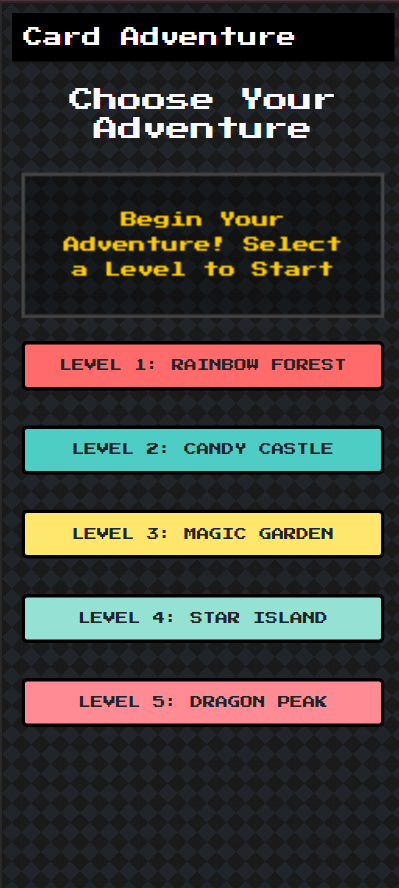 Card Adventure
Choose Your
Adventure
Begin Your
Adventure! Select
a Level to Start
LEVEL 1: RAINBOW FOREST
LEVEL 2: CANDY CASTLE
LEVEL 3: MAGIC GARDEN
LEVEL 4: STAR ISLAND
LEVEL 5: DRAGON PEAK